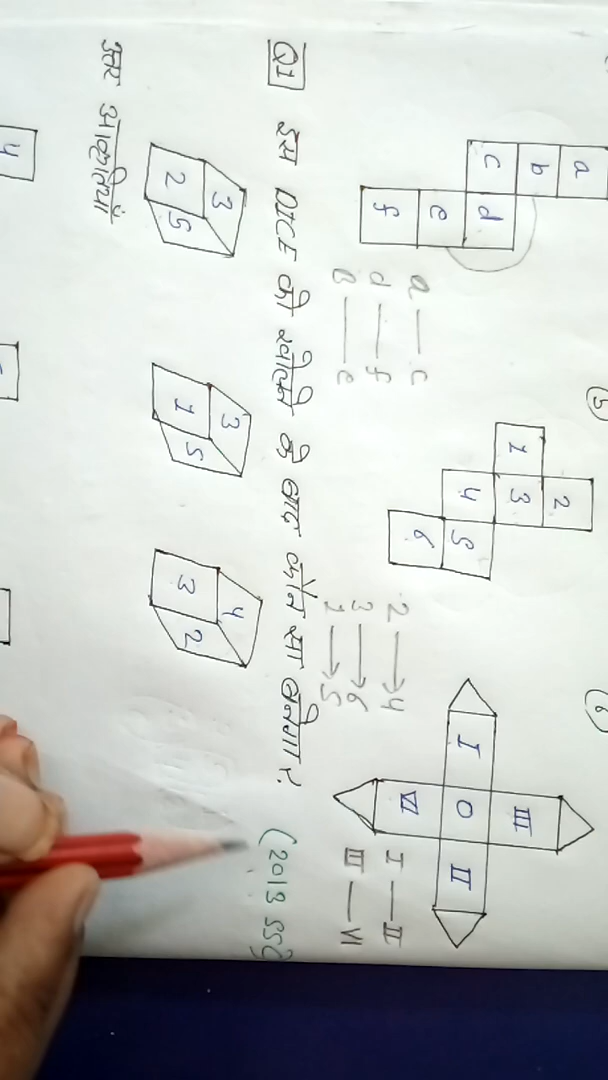 5
6
a
b
c d
e
f
2
1 3
4 5
6
III
I O II
VI
a — c
d — f
B — e
2 → 4
3 → 6
1 → 5
I — II
III — VI
Q1 इस DICE को खोलने के बाद कौन सा बनेगा ?
(2013 SSC)
3
2 5
3
1 5
4
3 2
उत्तर आकृतियाँ
4